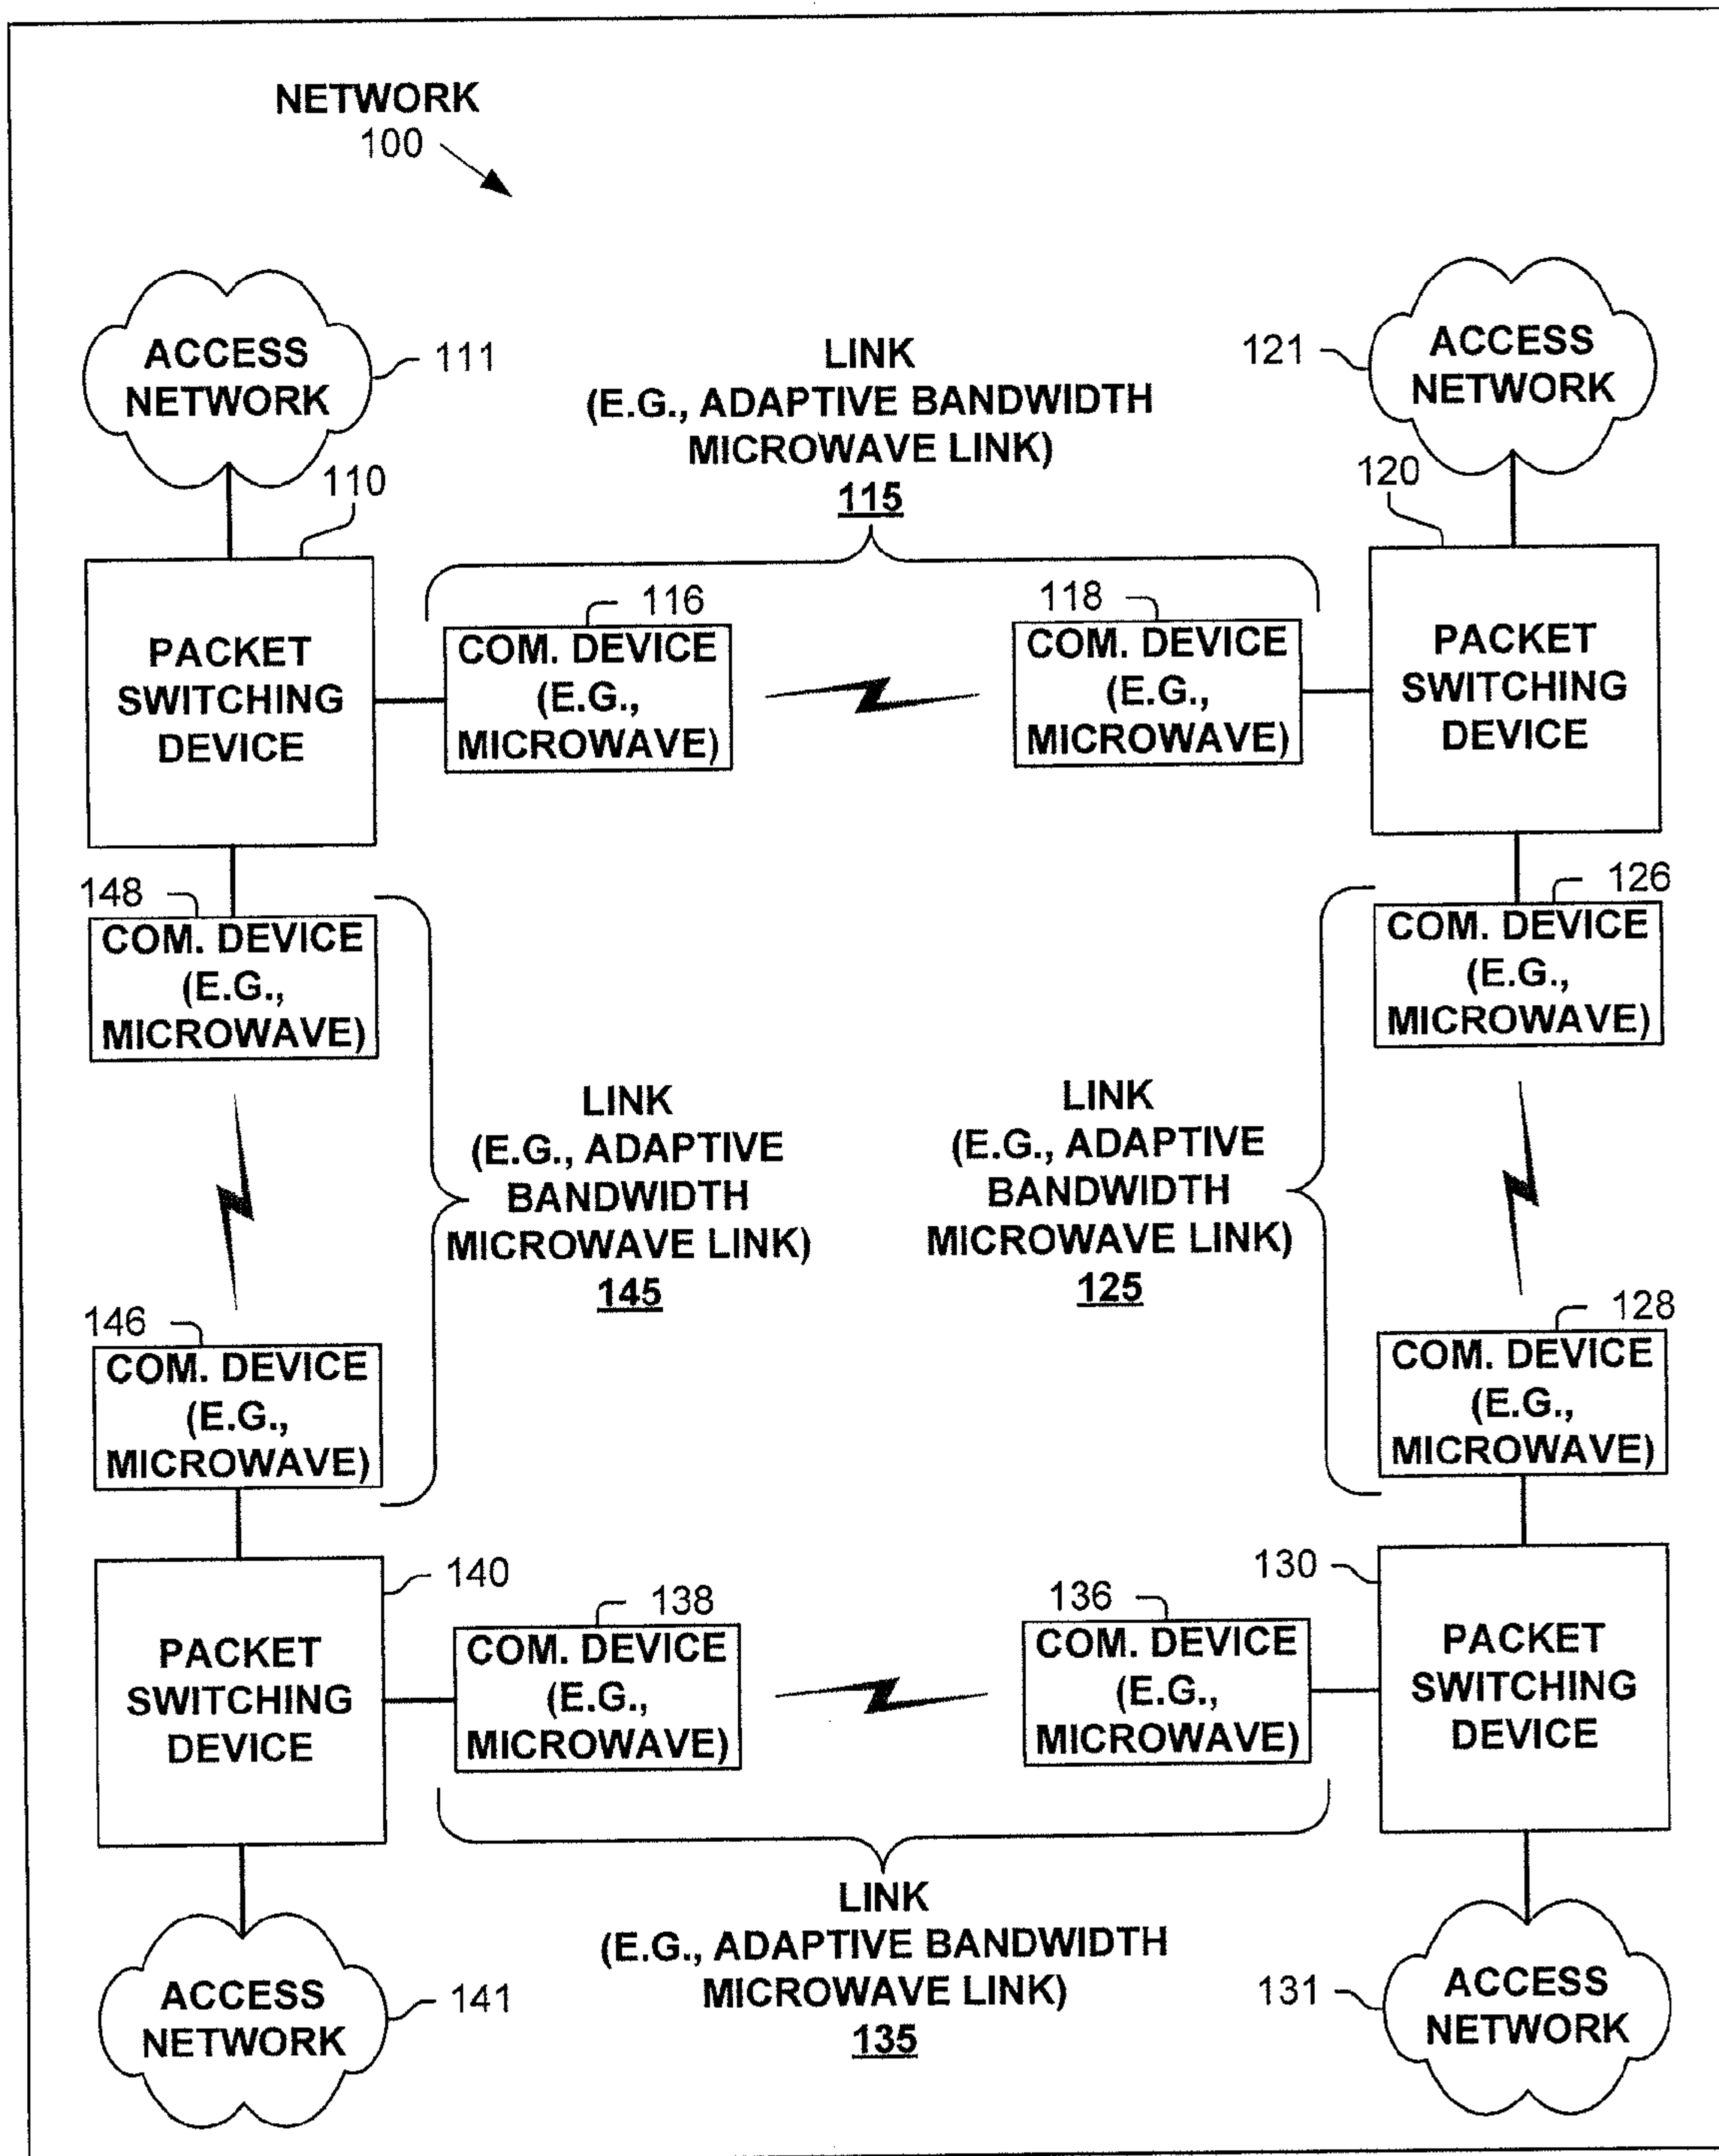 NETWORK
100
ACCESS
NETWORK
111
LINK
(E.G., ADAPTIVE BANDWIDTH
MICROWAVE LINK)
115
121
ACCESS
NETWORK
110
120
PACKET
SWITCHING
DEVICE
116
COM. DEVICE
(E.G.,
MICROWAVE)
118
COM. DEVICE
(E.G.,
MICROWAVE)
PACKET
SWITCHING
DEVICE
148
COM. DEVICE
(E.G.,
MICROWAVE)
126
COM. DEVICE
(E.G.,
MICROWAVE)
LINK
(E.G., ADAPTIVE
BANDWIDTH
MICROWAVE LINK)
145
LINK
(E.G., ADAPTIVE
BANDWIDTH
MICROWAVE LINK)
125
146
COM. DEVICE
(E.G.,
MICROWAVE)
128
COM. DEVICE
(E.G.,
MICROWAVE)
140
PACKET
SWITCHING
DEVICE
138
COM. DEVICE
(E.G.,
MICROWAVE)
136
COM. DEVICE
(E.G.,
MICROWAVE)
130
PACKET
SWITCHING
DEVICE
LINK
(E.G., ADAPTIVE BANDWIDTH
MICROWAVE LINK)
135
ACCESS
NETWORK
141
131
ACCESS
NETWORK